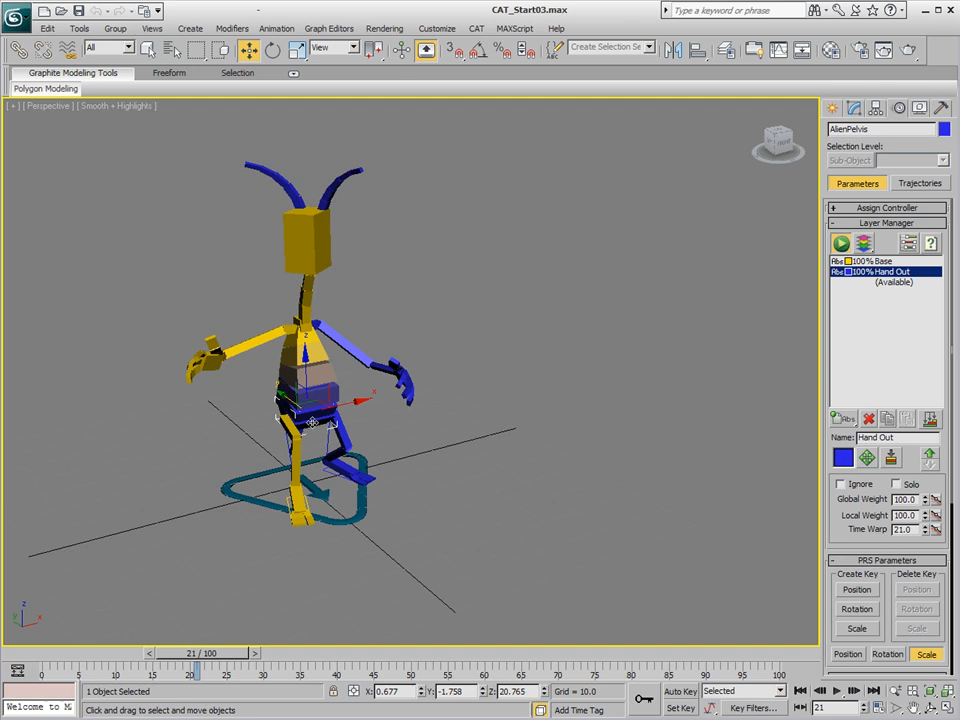 CAT_Start03.max
Type a keyword or phrase
Edit Tools Group Views Create Modifiers Animation Graph Editors Rendering Customize CAT MAXScript Help
All
View
Create Selection Se
Graphite Modeling Tools Freeform Selection
Polygon Modeling
[ + ] [ Perspective ] [ Smooth + Highlights ]
AlienPelvis
Selection Level:
Sub-Object
Parameters Trajectories
+ Assign Controller
- Layer Manager
Abs 100% Base
Abs 100% Hand Out
(Available)
Abs
Name: Hand Out
Ignore Solo
Global Weight 100.0
Local Weight 100.0
Time Warp 21.0
- PRS Parameters
Create Key Delete Key
Position Position
Rotation Rotation
Scale Scale
Position Rotation Scale
z
x
z
y x
< 21 / 100 >
0 5 10 15 20 25 30 35 40 45 50 55 60 65 70 75 80 85 90 95 100
1 Object Selected X: 0.677 Y: -1.758 Z: 20.765 Grid = 10.0 Auto Key Selected
Welcome to M Click and drag to select and move objects Add Time Tag Set Key Key Filters... 21